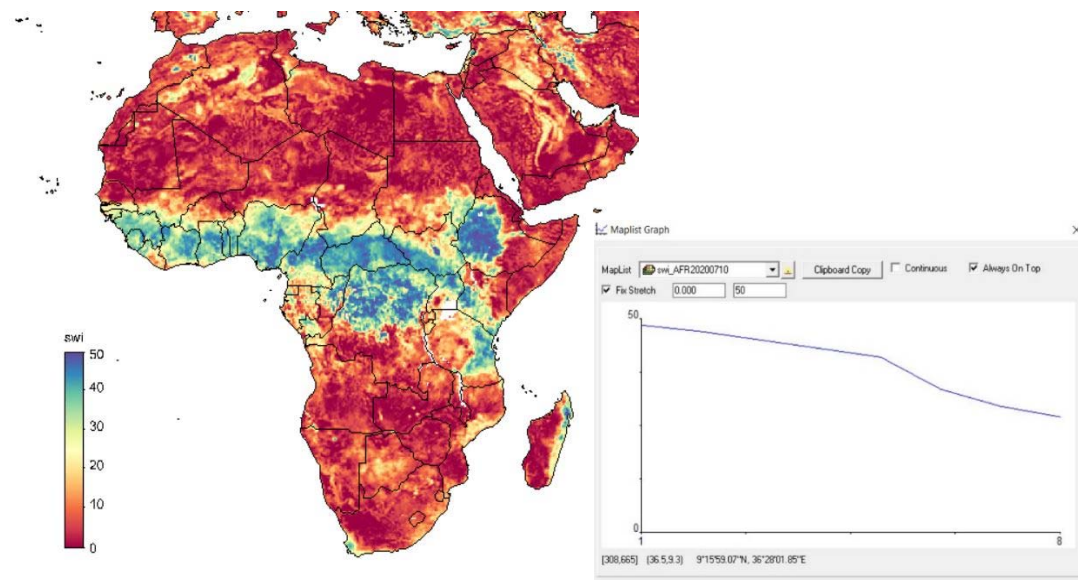 swi
50
40
30
20
10
0
Maplist Graph
MapList swi_AFR20200710 Clipboard Copy Continuous Always On Top
Fix Stretch 0.000 50
50
0
1 8
[308,665] (36.5,9.3) 9°15'59.07"N, 36°28'01.85"E